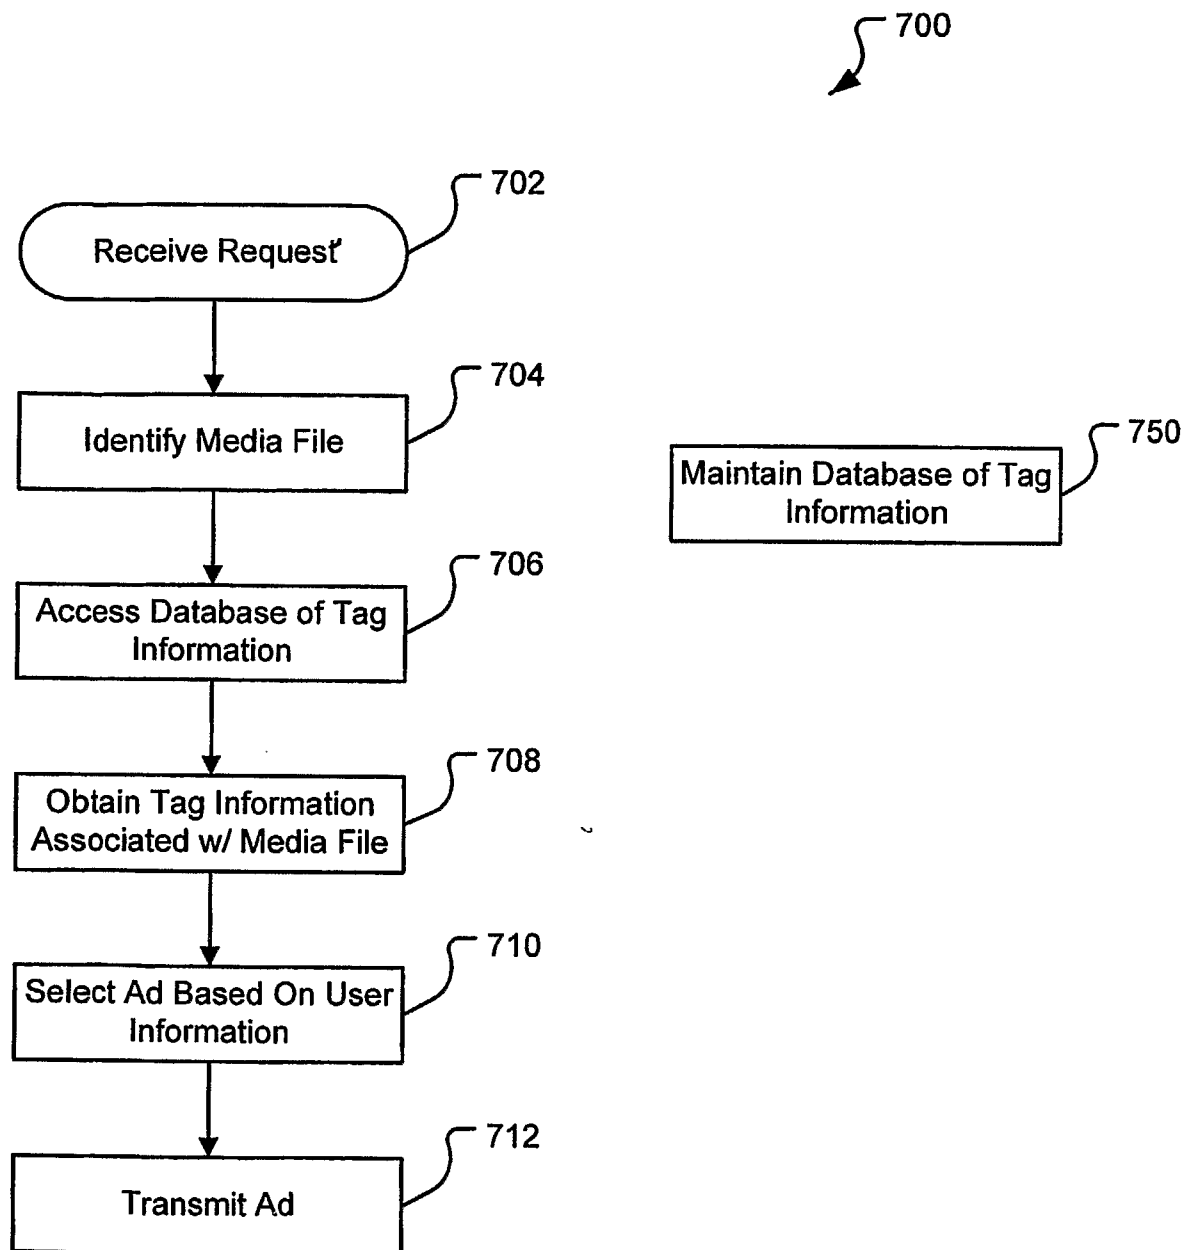 700
702
Receive Request
704
Identify Media File
750
Maintain Database of Tag
Information
706
Access Database of Tag
Information
708
Obtain Tag Information
Associated w/ Media File
710
Select Ad Based On User
Information
712
Transmit Ad